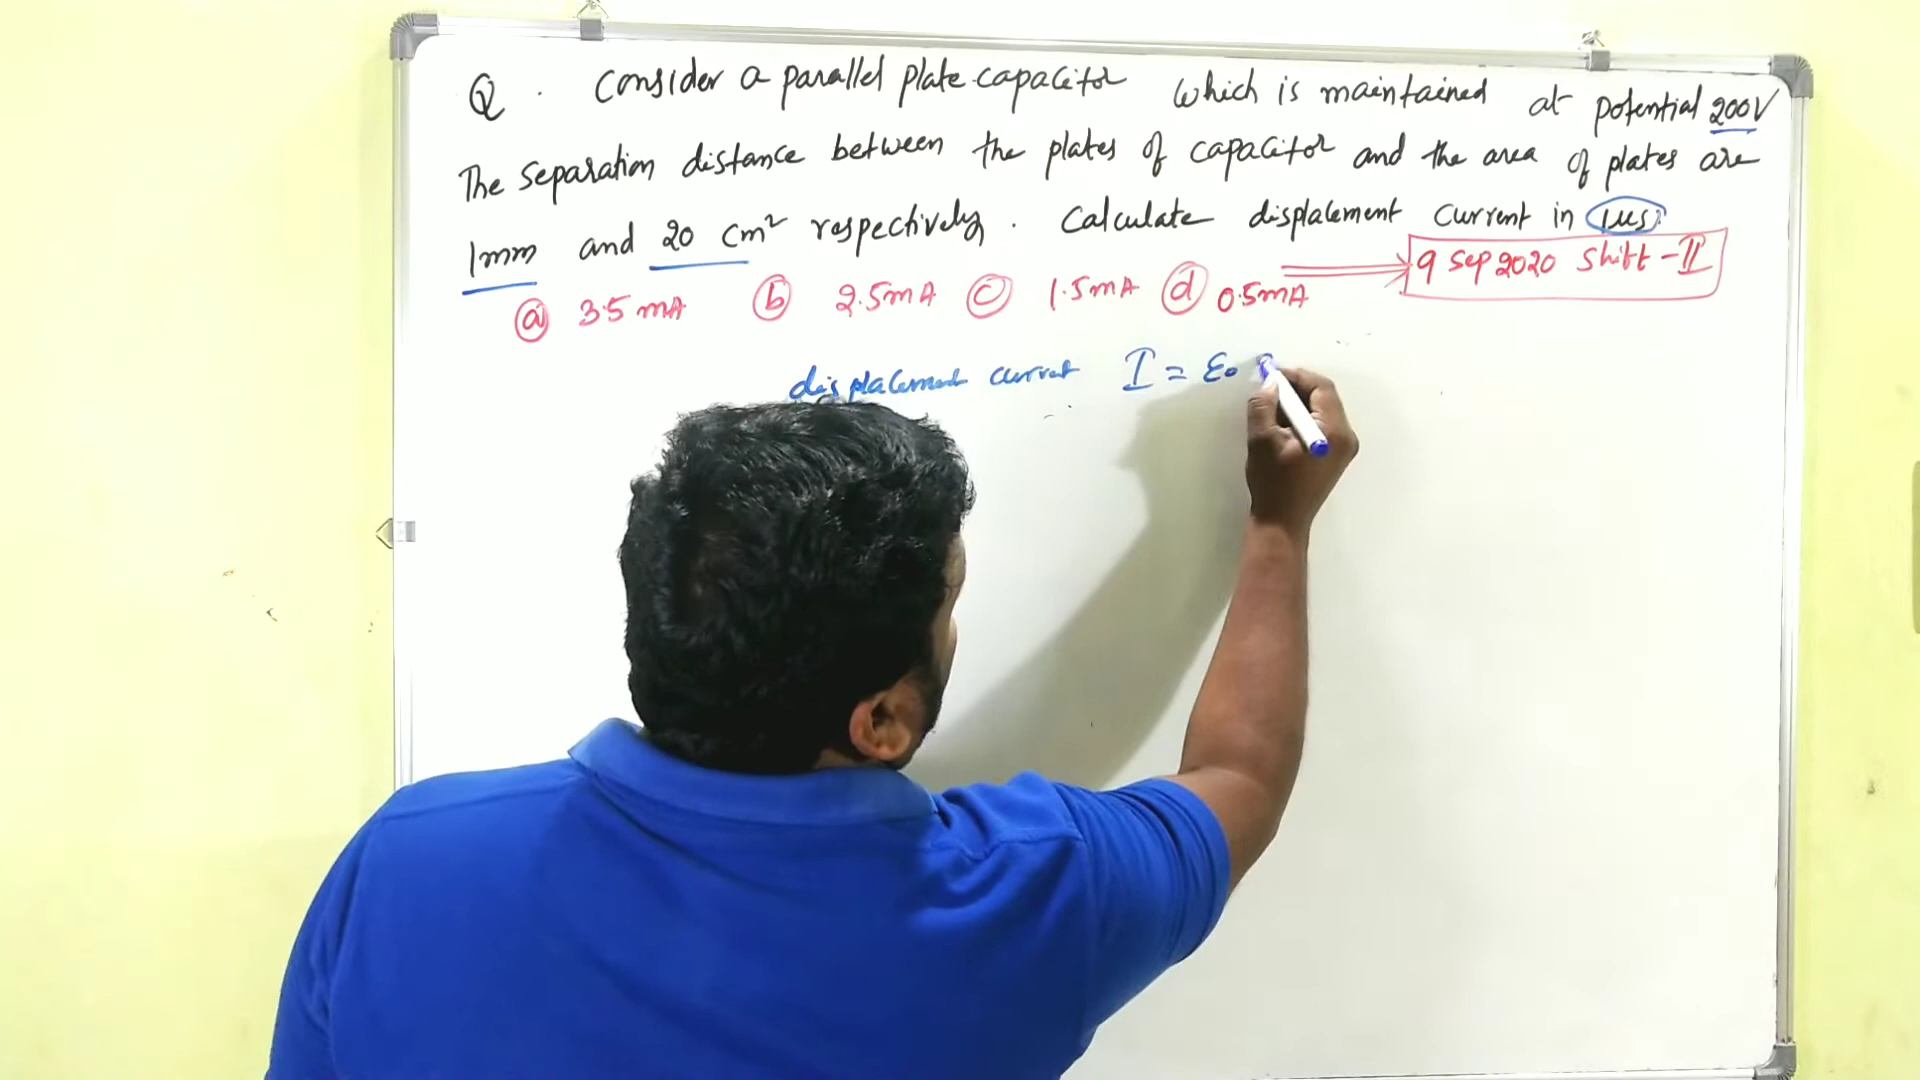 Q. Consider a parallel plate capacitor which is maintained at potential 200V
The separation distance between the plates of capacitor and the area of plates are
1mm and 20 cm² respectively. Calculate displacement current in 1μs.
9 Sep 2020 Shift-II
ⓐ 3.5 mA ⓑ 2.5mA ⓒ 1.5mA ⓓ 0.5mA
displacement current I = ε₀